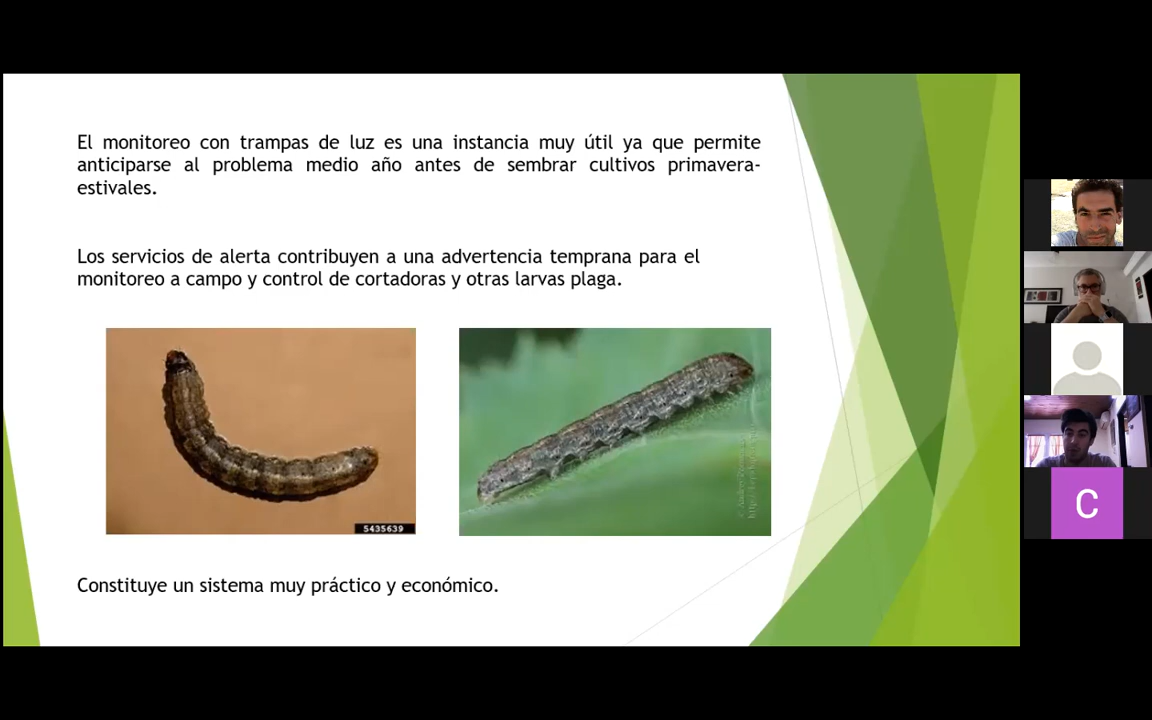 El monitoreo con trampas de luz es una instancia muy útil ya que permite
anticiparse al problema medio año antes de sembrar cultivos primavera-
estivales.
Los servicios de alerta contribuyen a una advertencia temprana para el
monitoreo a campo y control de cortadoras y otras larvas plaga.
5435639
Constituye un sistema muy práctico y económico.
C